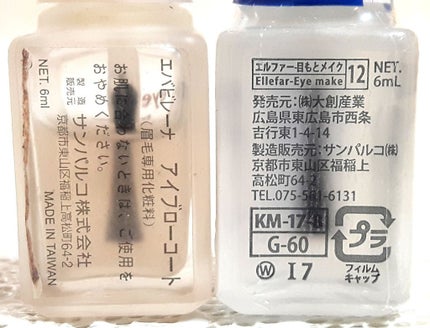 エバビレーナ アイブローコート
(眉毛専用化粧料)
お肌に合わないときは、ご使用を
おやめください。
製造
販売元 サンパルコ株式会社
京都市東山区福稲上高松町64-2
NET. 6ml
MADE IN TAIWAN
エルファー目もとメイク
Ellefar-Eye make
12
NET.
6mL
発売元:㈱大創産業
広島県東広島市西条
吉行東1-4-14
製造販売元:サンパルコ㈱
京都市東山区福稲上
高松町64-2
TEL.075-561-6131
KM-17
G-60
Ⓦ I7
プラ
フィルム
キャップ